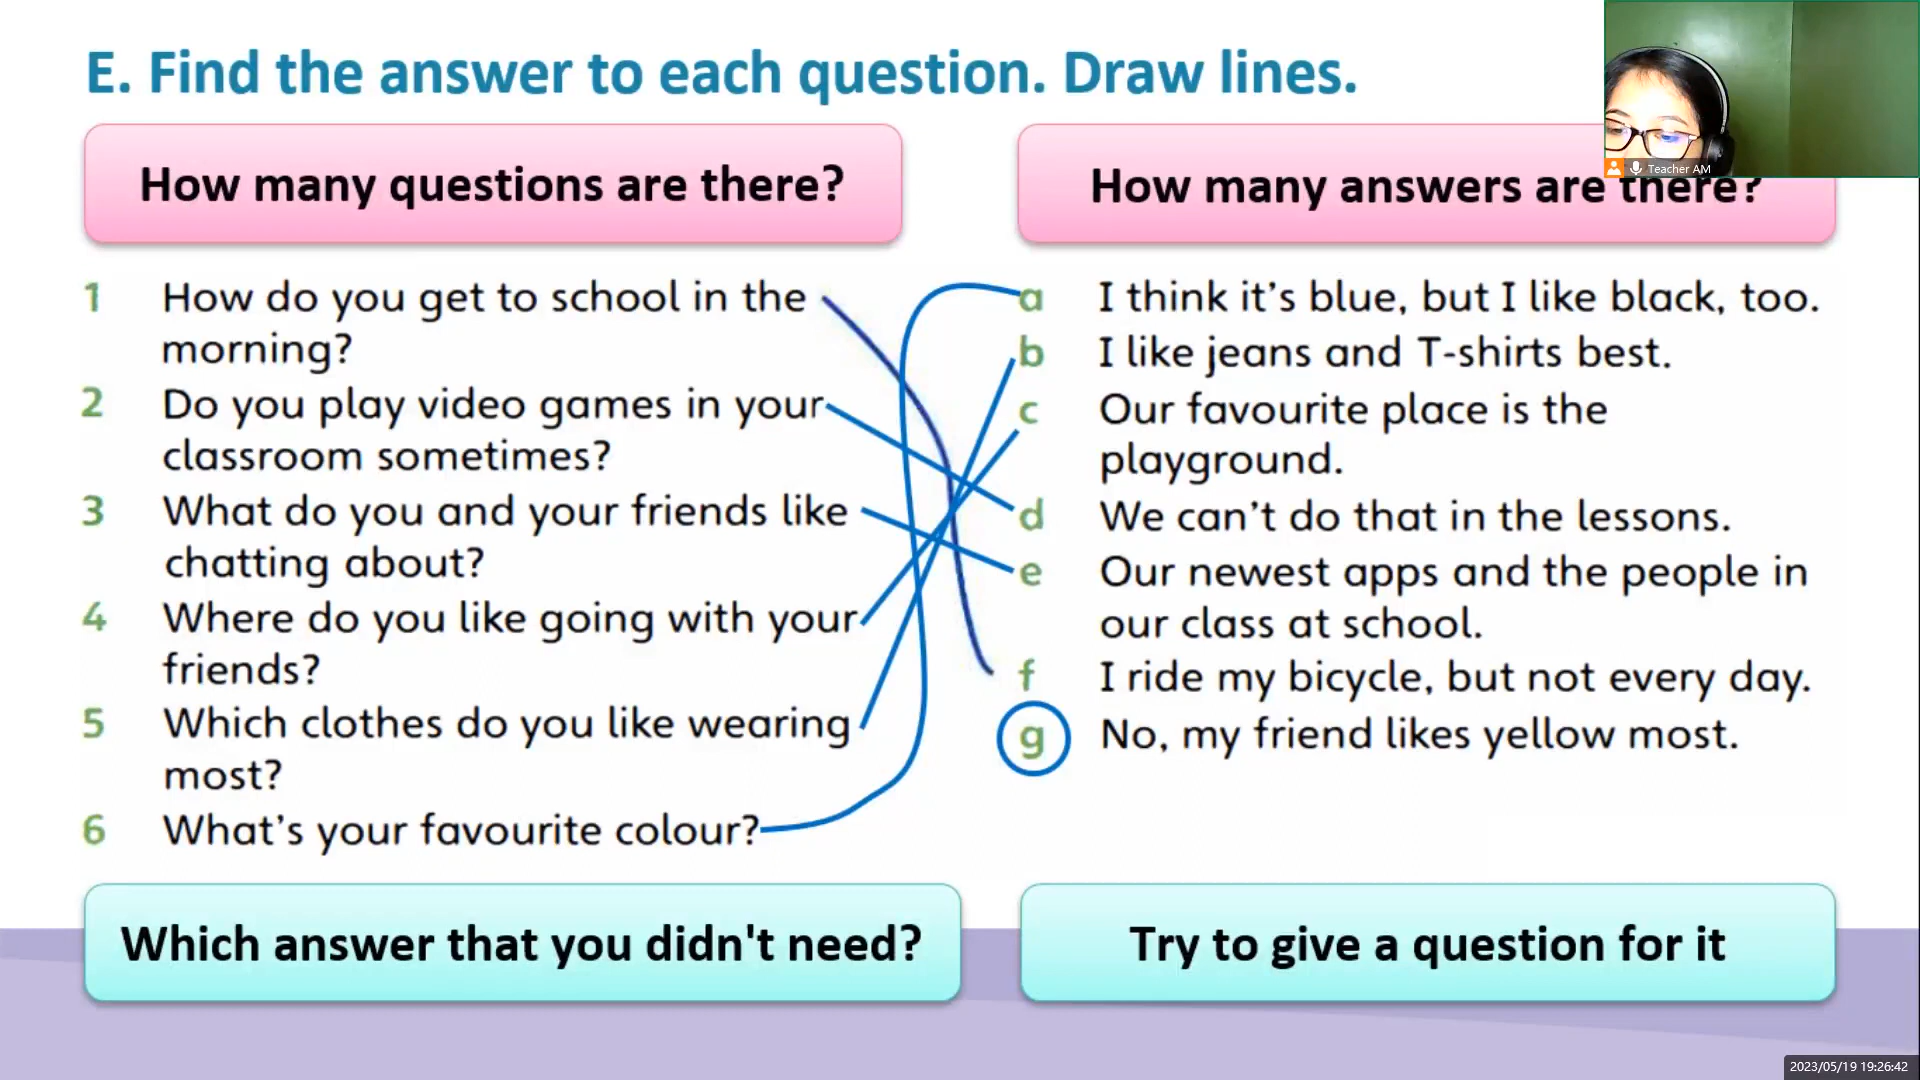 E. Find the answer to each question. Draw lines.
Teacher AM
How many questions are there?
How many answers are there?
1 How do you get to school in the
morning?
2 Do you play video games in your
classroom sometimes?
3 What do you and your friends like
chatting about?
4 Where do you like going with your
friends?
5 Which clothes do you like wearing
most?
6 What's your favourite colour?
a I think it's blue, but I like black, too.
b I like jeans and T-shirts best.
c Our favourite place is the
playground.
d We can't do that in the lessons.
e Our newest apps and the people in
our class at school.
f I ride my bicycle, but not every day.
g No, my friend likes yellow most.
Which answer that you didn't need?
Try to give a question for it
2023/05/19 19:26:42